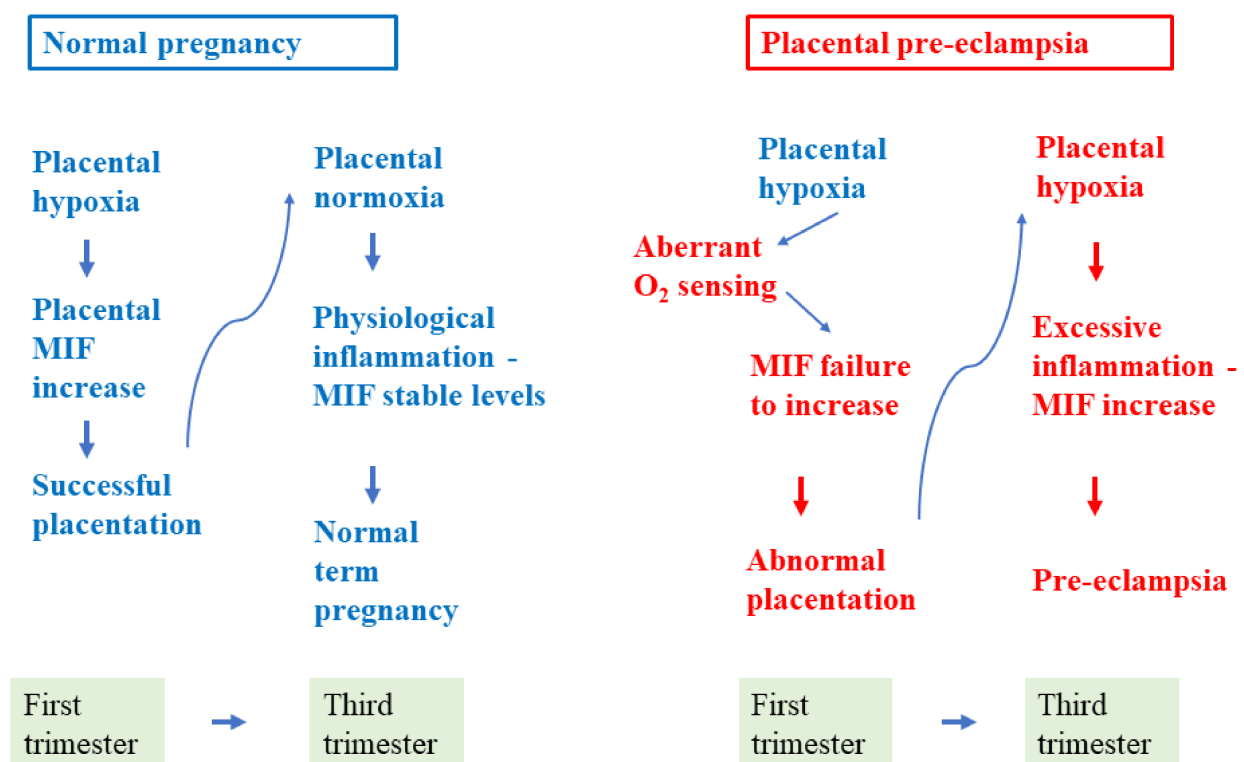 Normal pregnancy
Placental
hypoxia
Placental
MIF
increase
Successful
placentation
Placental
normoxia
Physiological
inflammation -
MIF stable levels
Normal
term
pregnancy
First
trimester
Third
trimester
Placental pre-eclampsia
Placental
hypoxia
Aberrant
O₂ sensing
MIF failure
to increase
Abnormal
placentation
Placental
hypoxia
Excessive
inflammation -
MIF increase
Pre-eclampsia
First
trimester
Third
trimester